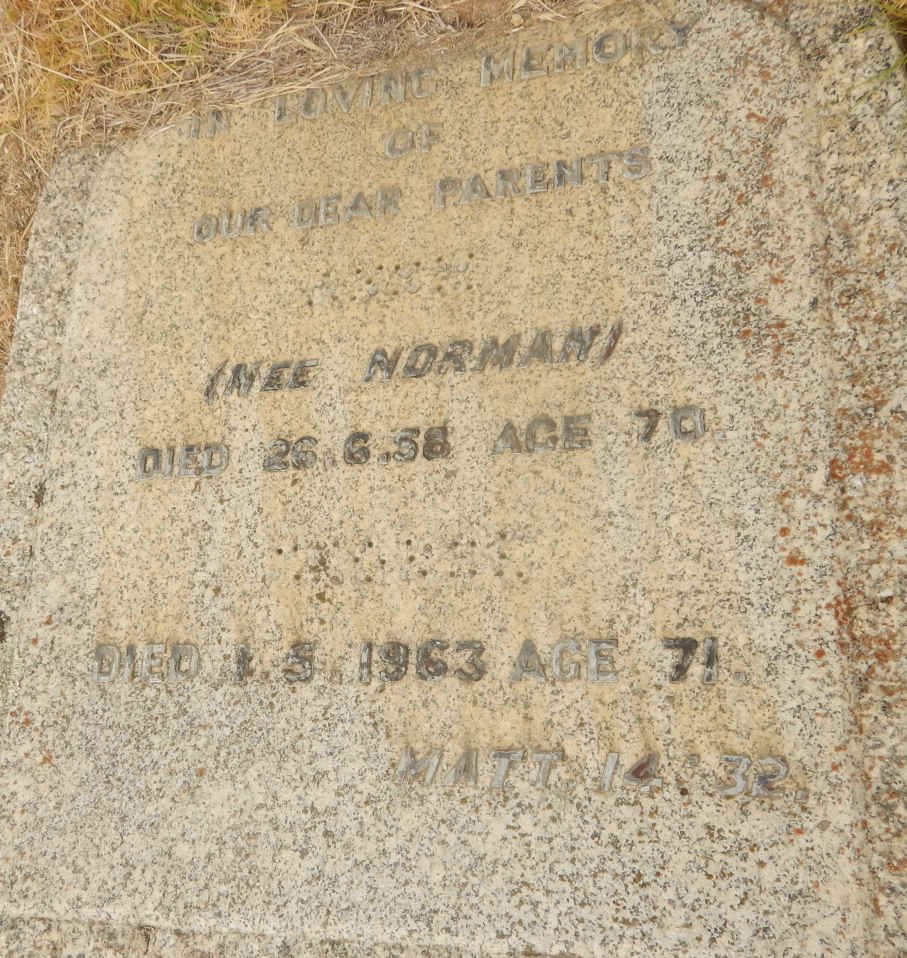 IN LOVING MEMORY
OF
OUR DEAR PARENTS
(NEE NORMAN)
DIED 26.6.58 AGE 70.
DIED 1.5.1963 AGE 71.
MATT. 14:32.